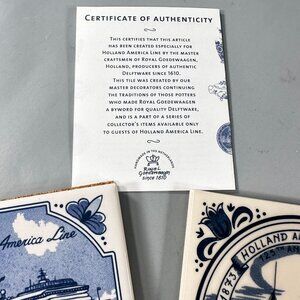 CERTIFICATE OF AUTHENTICITY
THIS CERTIFIES THAT THIS ARTICLE
HAS BEEN CREATED ESPECIALLY FOR
HOLLAND AMERICA LINE BY THE MASTER
CRAFTSMEN OF ROYAL GOEDEWAAGEN,
HOLLAND, PRODUCERS OF AUTHENTIC
DELFTWARE SINCE 1610.
THIS TILE WAS CREATED BY OUR
MASTER DECORATORS CONTINUING
THE TRADITIONS OF THOSE POTTERS
WHO MADE ROYAL GOEDEWAAGEN
A BYWORD FOR QUALITY DELFTWARE,
AND IS A PART OF A SERIES OF
COLLECTOR'S ITEMS AVAILABLE ONLY
TO GUESTS OF HOLLAND AMERICA LINE.
Royal
Goedewaagen
since 1610
America Line
HOLLAND AM
125TH AN
1873